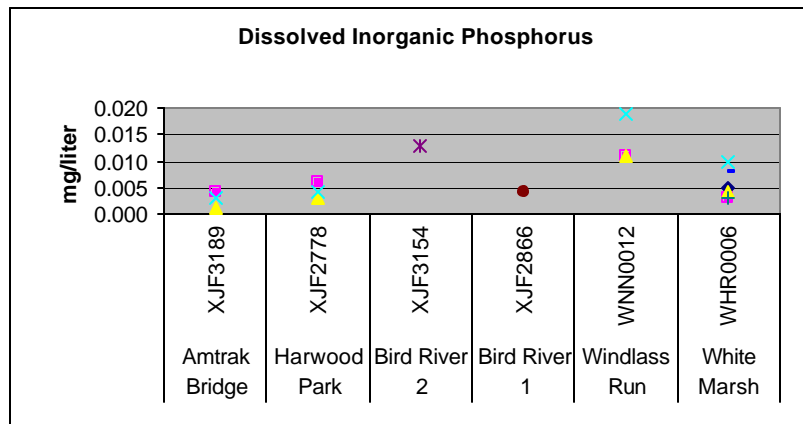 Dissolved Inorganic Phosphorus
mg/liter
0.020
0.015
0.010
0.005
0.000
XJF3189
XJF2778
XJF3154
XJF2866
WNN0012
WHR0006
Amtrak Bridge
Harwood Park
Bird River 2
Bird River 1
Windlass Run
White Marsh